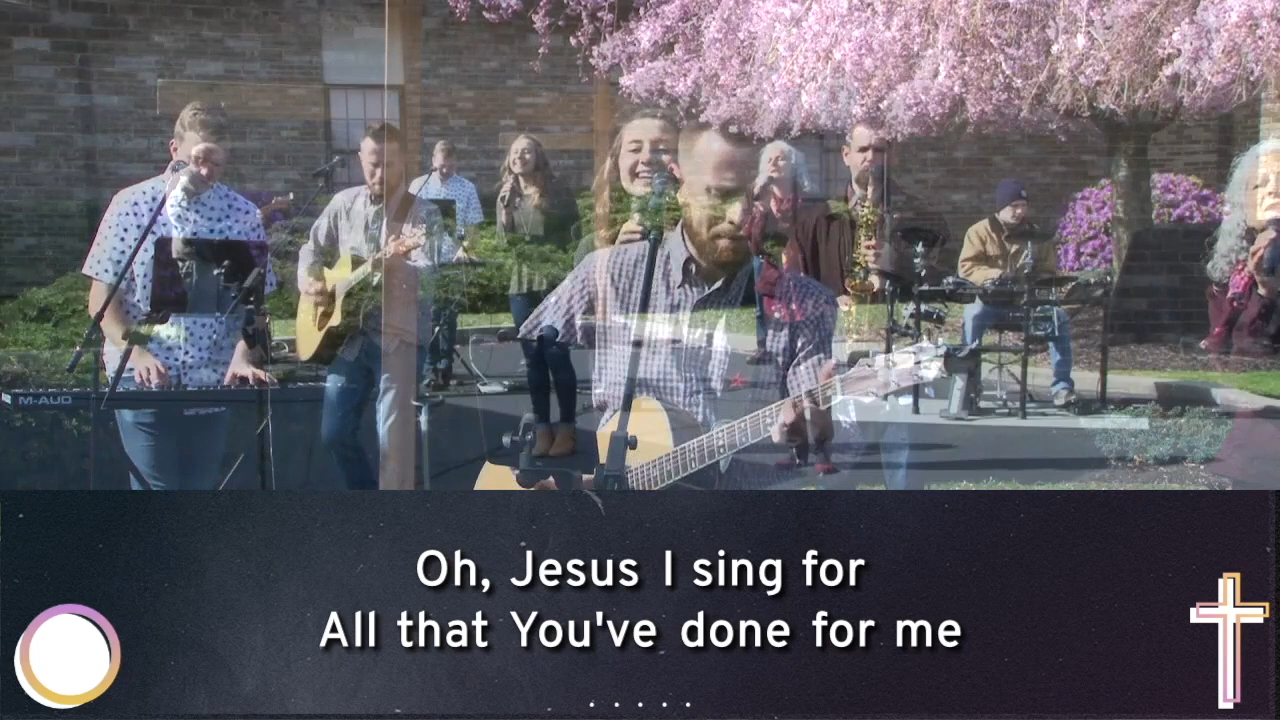 M-AUDIO
Oh, Jesus I sing for
All that You've done for me
.....